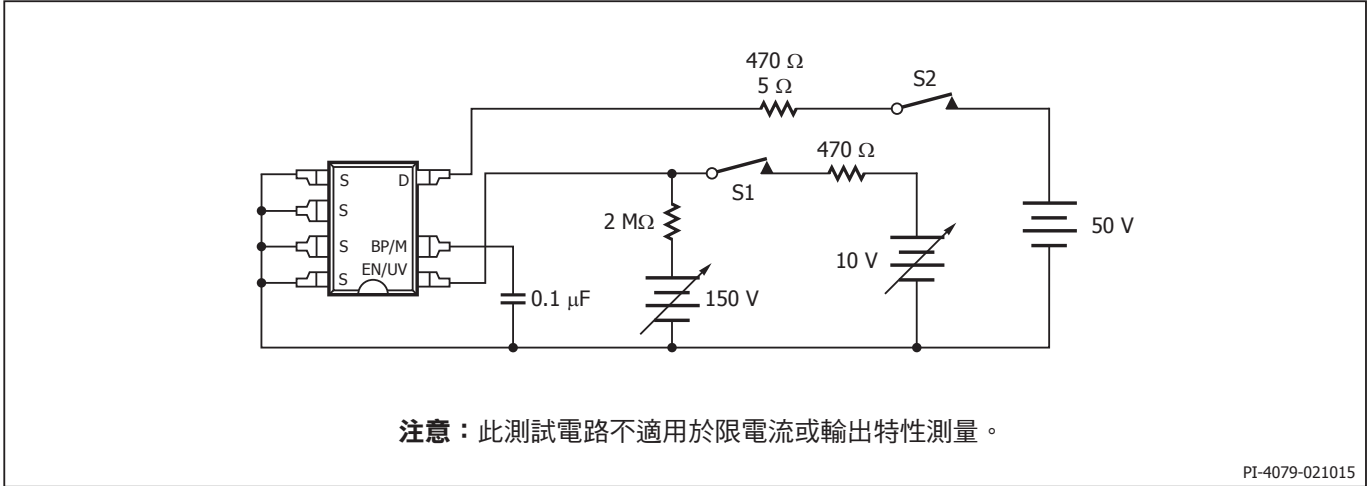 470 Ω
5 Ω
S2
470 Ω
S1
S D
S
S BP/M
EN/UV
S
2 MΩ
50 V
10 V
0.1 μF
150 V
注意：此測試電路不適用於限電流或輸出特性測量。
PI-4079-021015